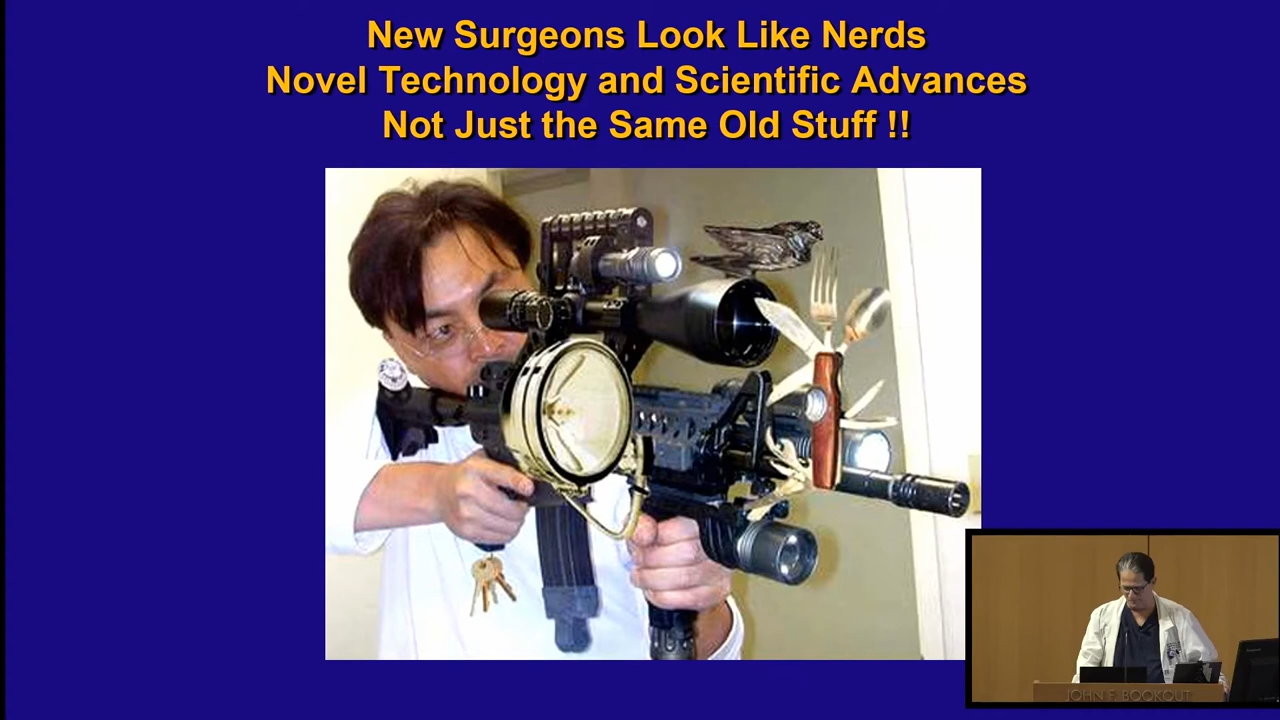 New Surgeons Look Like Nerds
Novel Technology and Scientific Advances
Not Just the Same Old Stuff !!
JOHN F. BOOKOUT